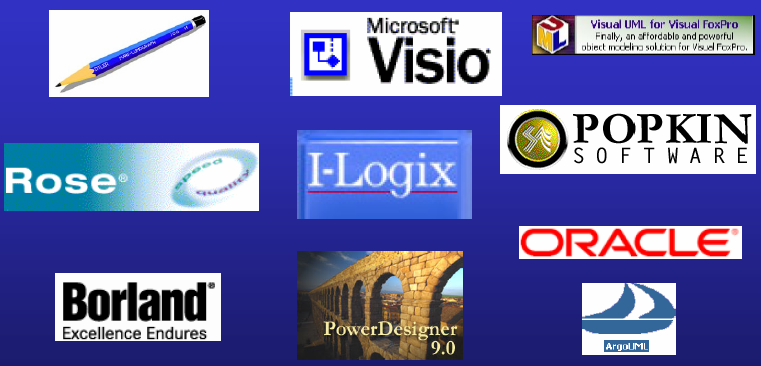 Microsoft®
Visio®
Visual UML for Visual FoxPro
Finally, an affordable and powerful
object modeling solution for Visual FoxPro.
UML
POPKIN
SOFTWARE
Rose®
speed
quality
I-Logix
ORACLE®
Borland®
Excellence Endures
PowerDesigner
9.0
ArgoUML